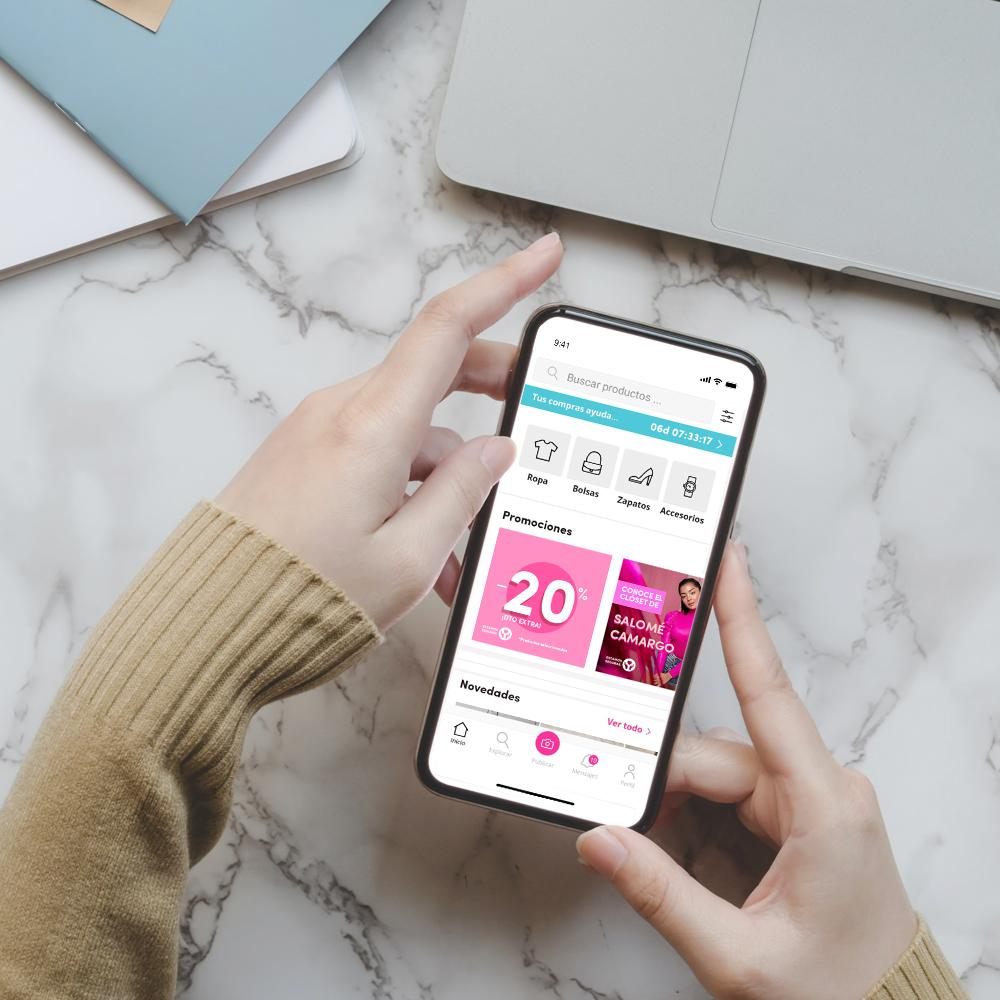 9:41
Buscar productos ...
Tus compras ayuda... 06d 07:33:17
Ropa
Bolsas
Zapatos
Accesorios
Promociones
-20%
¡DTO EXTRA!
CONOCE EL
CLÓSET DE
SALOMÉ
CAMARGO
Novedades
Ver todo
Inicio
Explorar
Publicar
Mensajes
Perfil